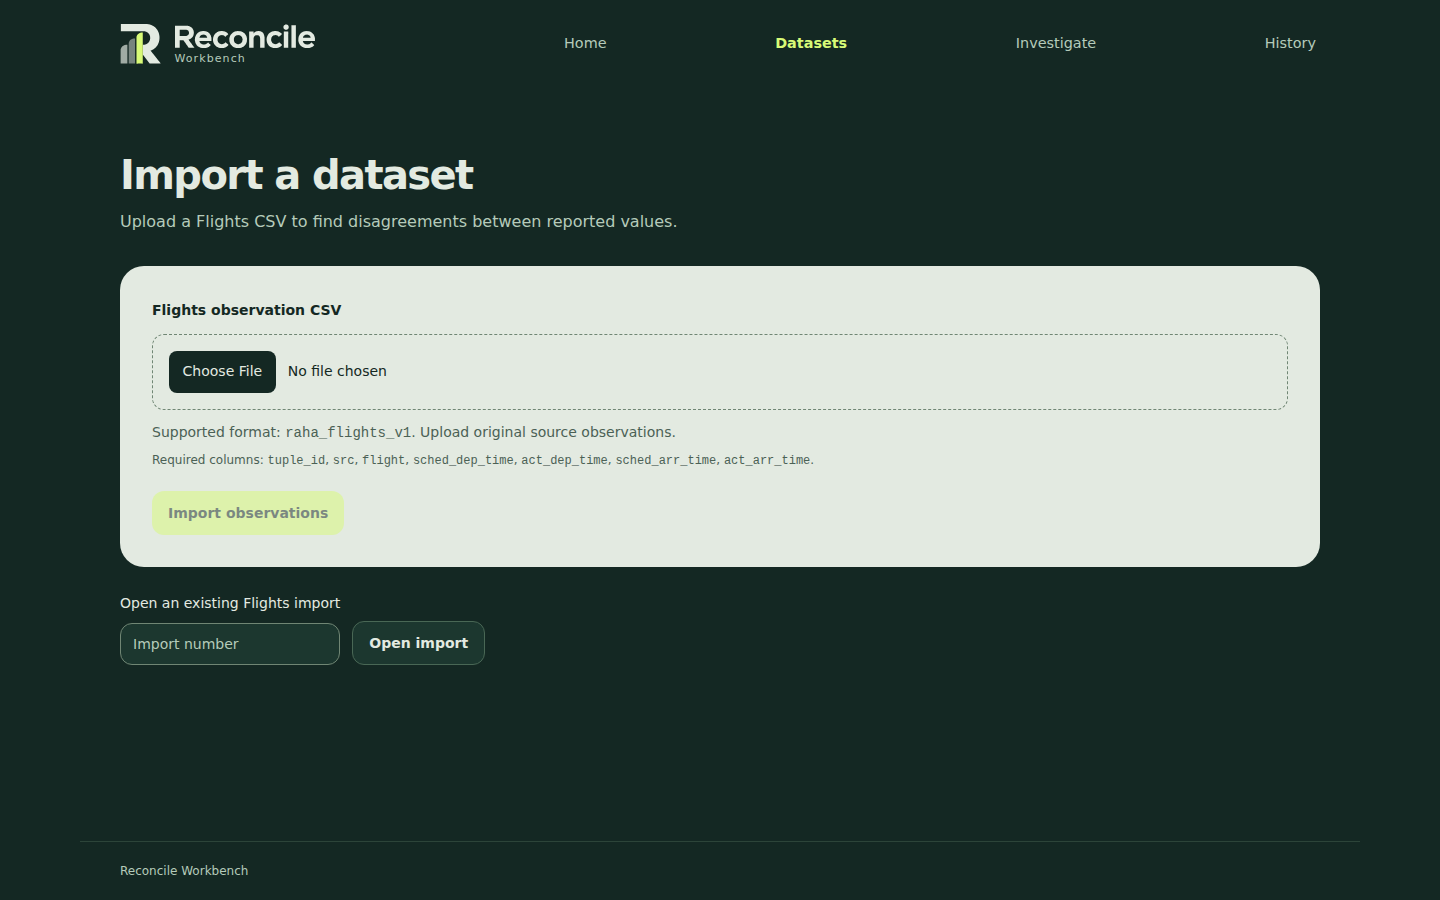 Reconcile
Workbench
Home
Datasets
Investigate
History
Import a dataset
Upload a Flights CSV to find disagreements between reported values.
Flights observation CSV
Choose File No file chosen
Supported format: raha_flights_v1. Upload original source observations.
Required columns: tuple_id, src, flight, sched_dep_time, act_dep_time, sched_arr_time, act_arr_time.
Import observations
Open an existing Flights import
Import number
Open import
Reconcile Workbench